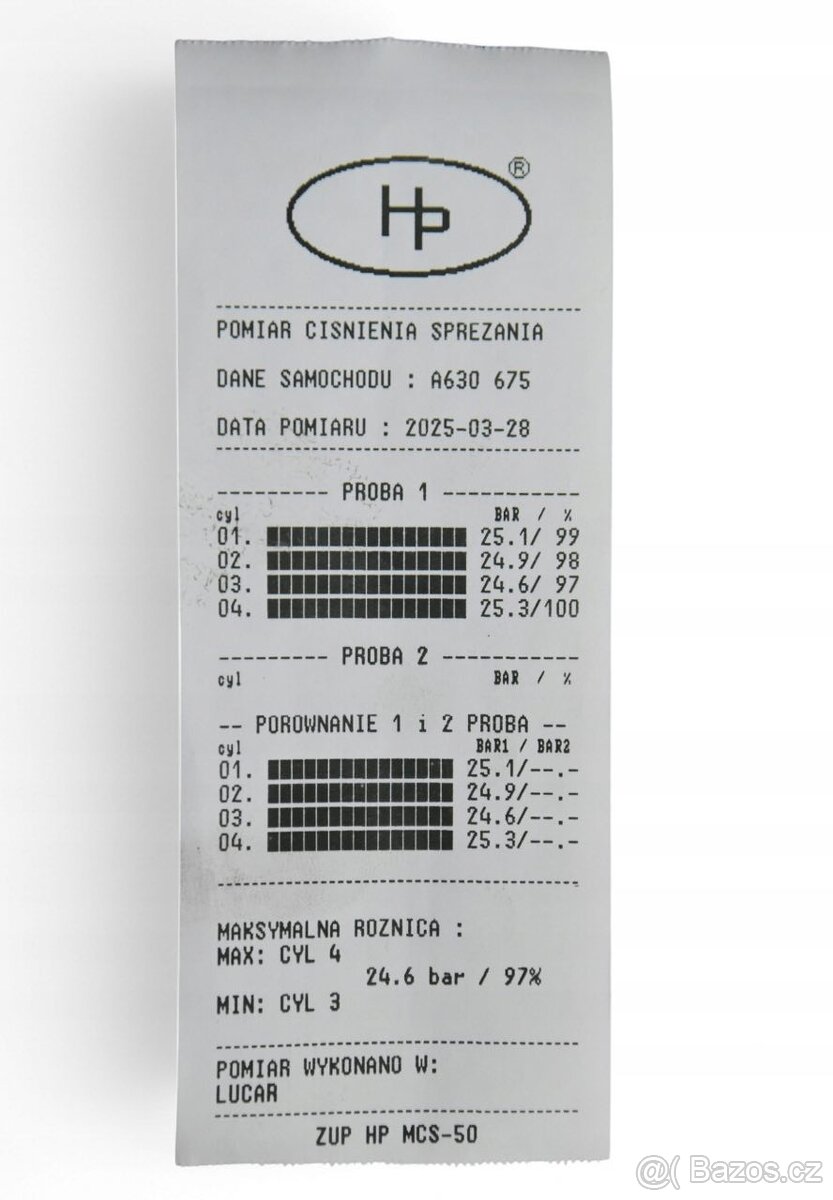 HP ®
POMIAR CISNIENIA SPREZANIA
DANE SAMOCHODU : A630 675
DATA POMIARU : 2025-03-28
---------- PROBA 1 ------------
cyl BAR / %
01. 25.1/ 99
02. 24.9/ 98
03. 24.6/ 97
04. 25.3/100
---------- PROBA 2 ------------
cyl BAR / %
-- POROWNANIE 1 i 2 PROBA --
cyl BAR1 / BAR2
01. 25.1/--.-
02. 24.9/--.-
03. 24.6/--.-
04. 25.3/--.-
MAKSYMALNA ROZNICA :
MAX: CYL 4
24.6 bar / 97%
MIN: CYL 3
POMIAR WYKONANO W:
LUCAR
ZUP HP MCS-50
@( Bazos.cz